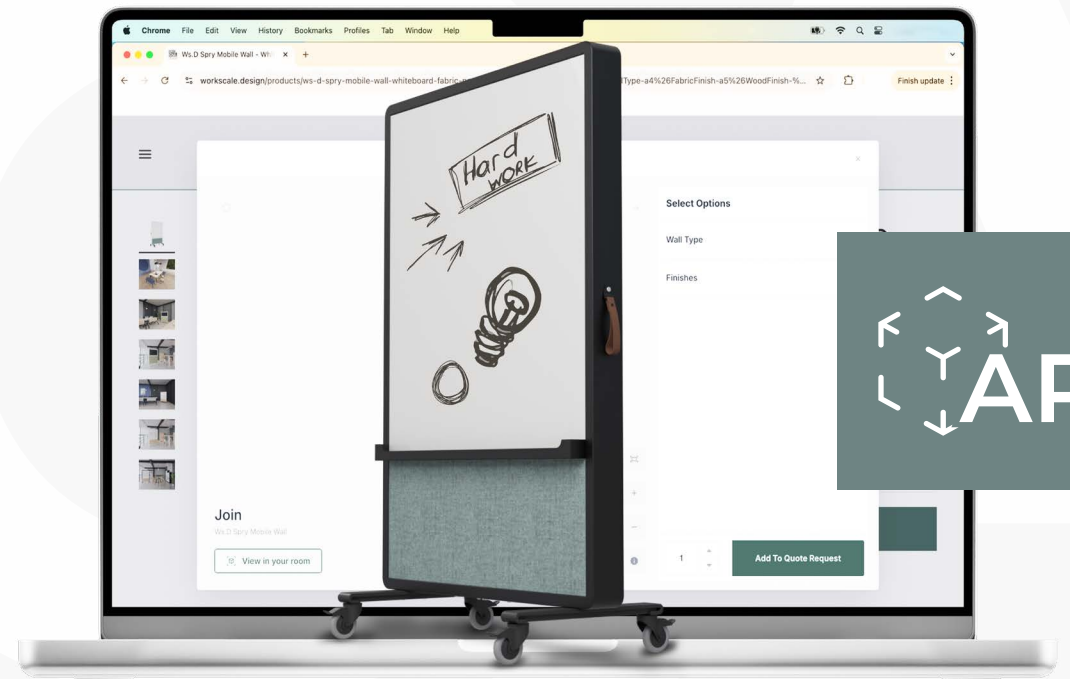 Chrome File Edit View History Bookmarks Profiles Tab Window Help
Ws.D Spry Mobile Wall - Whi
workscale.design/products/ws-d-spry-mobile-wall-whiteboard-fabric- Type-a4%26FabricFinish-a5%26WoodFinish-%... Finish update
Hard
WORK
Select Options
Wall Type
Finishes
AR
Join
Ws.D Spry Mobile Wall
View in your room
1
Add To Quote Request